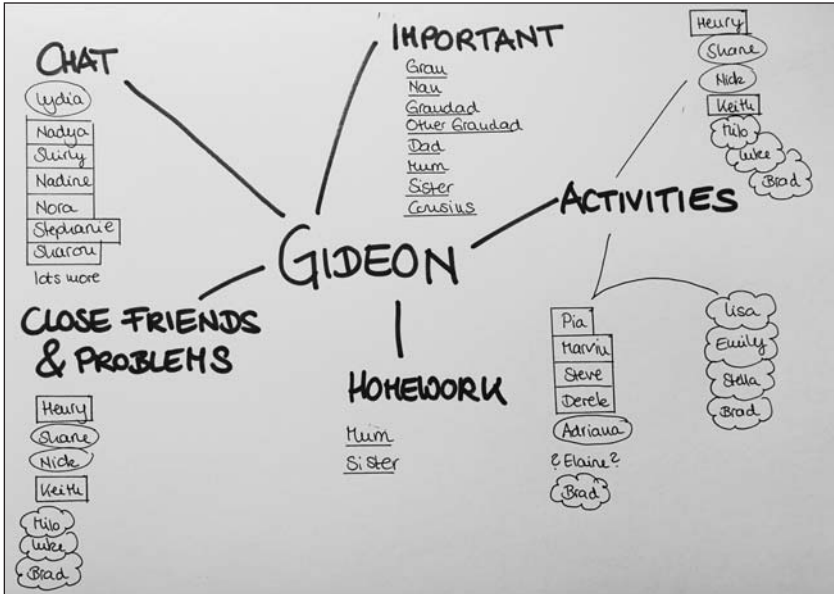 CHAT
Lydia
Nadya
Shirly
Nadine
Nora
Stephanie
Sharon
lots more
IMPORTANT
Gran
Nan
Grandad
Other Grandad
Dad
Mum
Sister
Cousins
Henry
Shane
Nick
Keith
Milo
Luke
Brad
ACTIVITIES
GIDEON
CLOSE FRIENDS
& PROBLEMS
Henry
Shane
Nick
Keith
Milo
Luke
Brad
HOMEWORK
Mum
Sister
Pia
Marvin
Steve
Derek
Adriana
?Elaine?
Brad
Lisa
Emily
Stella
Brad